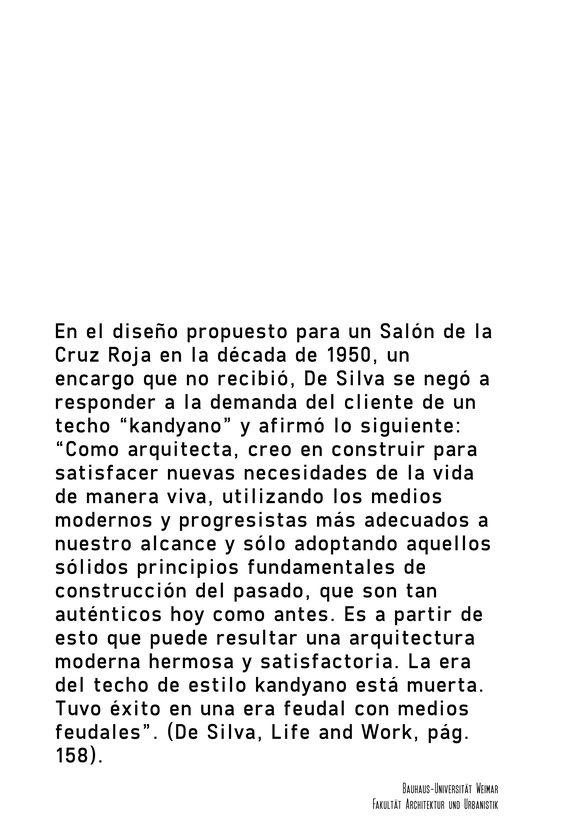 En el diseño propuesto para un Salón de la
Cruz Roja en la década de 1950, un
encargo que no recibió, De Silva se negó a
responder a la demanda del cliente de un
techo “kandyano” y afirmó lo siguiente:
“Como arquitecta, creo en construir para
satisfacer nuevas necesidades de la vida
de manera viva, utilizando los medios
modernos y progresistas más adecuados a
nuestro alcance y sólo adoptando aquellos
sólidos principios fundamentales de
construcción del pasado, que son tan
auténticos hoy como antes. Es a partir de
esto que puede resultar una arquitectura
moderna hermosa y satisfactoria. La era
del techo de estilo kandyano está muerta.
Tuvo éxito en una era feudal con medios
feudales”. (De Silva, Life and Work, pág.
158).
Bauhaus-Universität Weimar
Fakultät Architektur und Urbanistik